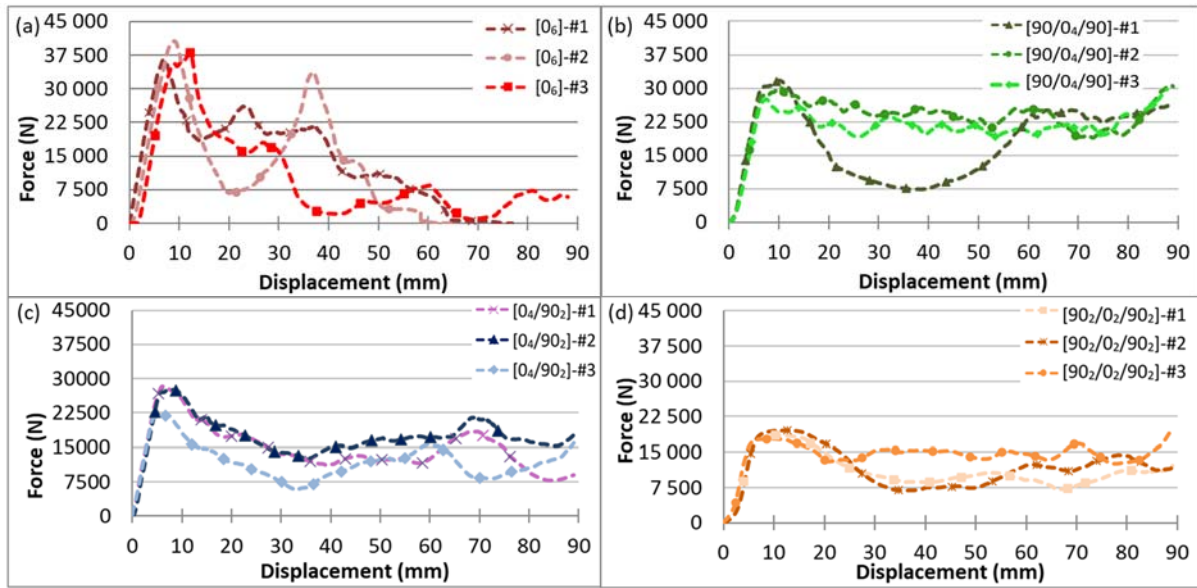 (a)
45 000
37 500
30 000
22 500
15 000
7 500
0
Force (N)
[0₆]-#1
[0₆]-#2
[0₆]-#3
0 10 20 30 40 50 60 70 80 90
Displacement (mm)
(b)
45 000
37 500
30 000
22 500
15 000
7 500
0
Force (N)
[90/0₄/90]-#1
[90/0₄/90]-#2
[90/0₄/90]-#3
0 10 20 30 40 50 60 70 80 90
Displacement (mm)
(c)
45000
37500
30000
22500
15000
7500
0
Force (N)
[0₄/90₂]-#1
[0₄/90₂]-#2
[0₄/90₂]-#3
0 10 20 30 40 50 60 70 80 90
Displacement (mm)
(d)
45 000
37 500
30 000
22 500
15 000
7 500
0
Force (N)
[90₂/0₂/90₂]-#1
[90₂/0₂/90₂]-#2
[90₂/0₂/90₂]-#3
0 10 20 30 40 50 60 70 80 90
Displacement (mm)